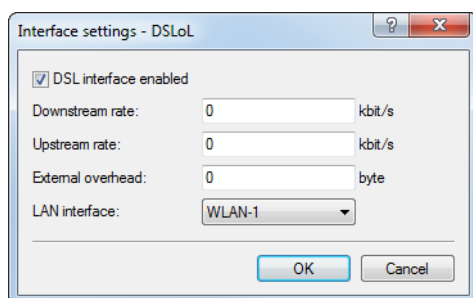 Interface settings - DSLoL
DSL interface enabled
Downstream rate: 0 kbit/s
Upstream rate: 0 kbit/s
External overhead: 0 byte
LAN interface: WLAN-1
OK Cancel